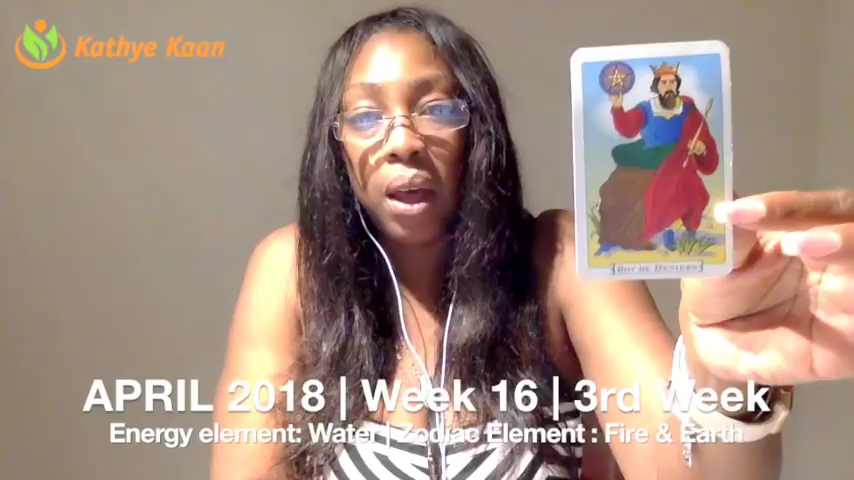 Kathye Kaan
ROY DE DENIERS
APRIL 2018 | Week 16 | 3rd Week
Energy element: Water | Zodiac Element : Fire & Earth